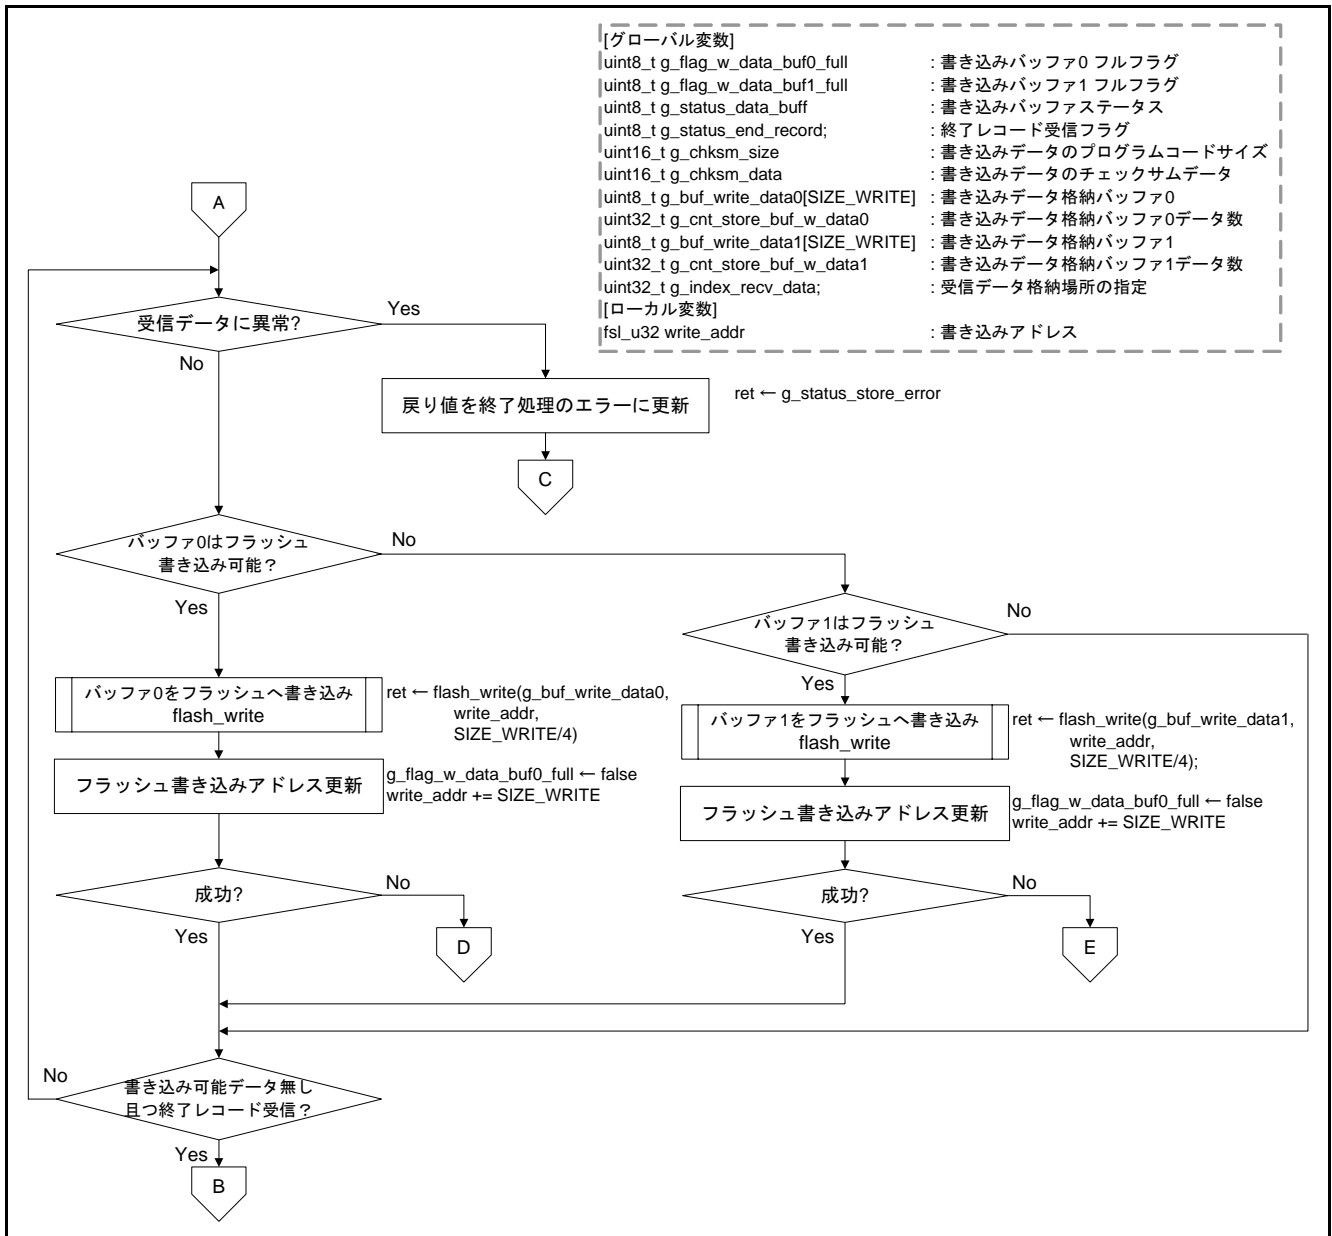 [グローバル変数]
uint8_t g_flag_w_data_buf0_full : 書き込みバッファ0 フルフラグ
uint8_t g_flag_w_data_buf1_full : 書き込みバッファ1 フルフラグ
uint8_t g_status_data_buff : 書き込みバッファステータス
uint8_t g_status_end_record; : 終了レコード受信フラグ
uint16_t g_chksm_size : 書き込みデータのプログラムコードサイズ
uint16_t g_chksm_data : 書き込みデータのチェックサムデータ
uint8_t g_buf_write_data0[SIZE_WRITE] : 書き込みデータ格納バッファ0
uint32_t g_cnt_store_buf_w_data0 : 書き込みデータ格納バッファ0データ数
uint8_t g_buf_write_data1[SIZE_WRITE] : 書き込みデータ格納バッファ1
uint32_t g_cnt_store_buf_w_data1 : 書き込みデータ格納バッファ1データ数
uint32_t g_index_recv_data; : 受信データ格納場所の指定
[ローカル変数]
fsl_u32 write_addr : 書き込みアドレス
A
受信データに異常?
Yes
No
戻り値を終了処理のエラーに更新
ret ← g_status_store_error
C
バッファ0はフラッシュ
書き込み可能？
No
Yes
バッファ1はフラッシュ
書き込み可能？
No
Yes
バッファ0をフラッシュへ書き込み
flash_write
ret ← flash_write(g_buf_write_data0,
write_addr,
SIZE_WRITE/4)
バッファ1をフラッシュへ書き込み
flash_write
ret ← flash_write(g_buf_write_data1,
write_addr,
SIZE_WRITE/4);
フラッシュ書き込みアドレス更新
g_flag_w_data_buf0_full ← false
write_addr += SIZE_WRITE
フラッシュ書き込みアドレス更新
g_flag_w_data_buf0_full ← false
write_addr += SIZE_WRITE
成功?
No
Yes
D
成功?
No
Yes
E
書き込み可能データ無し
且つ終了レコード受信？
No
Yes
B